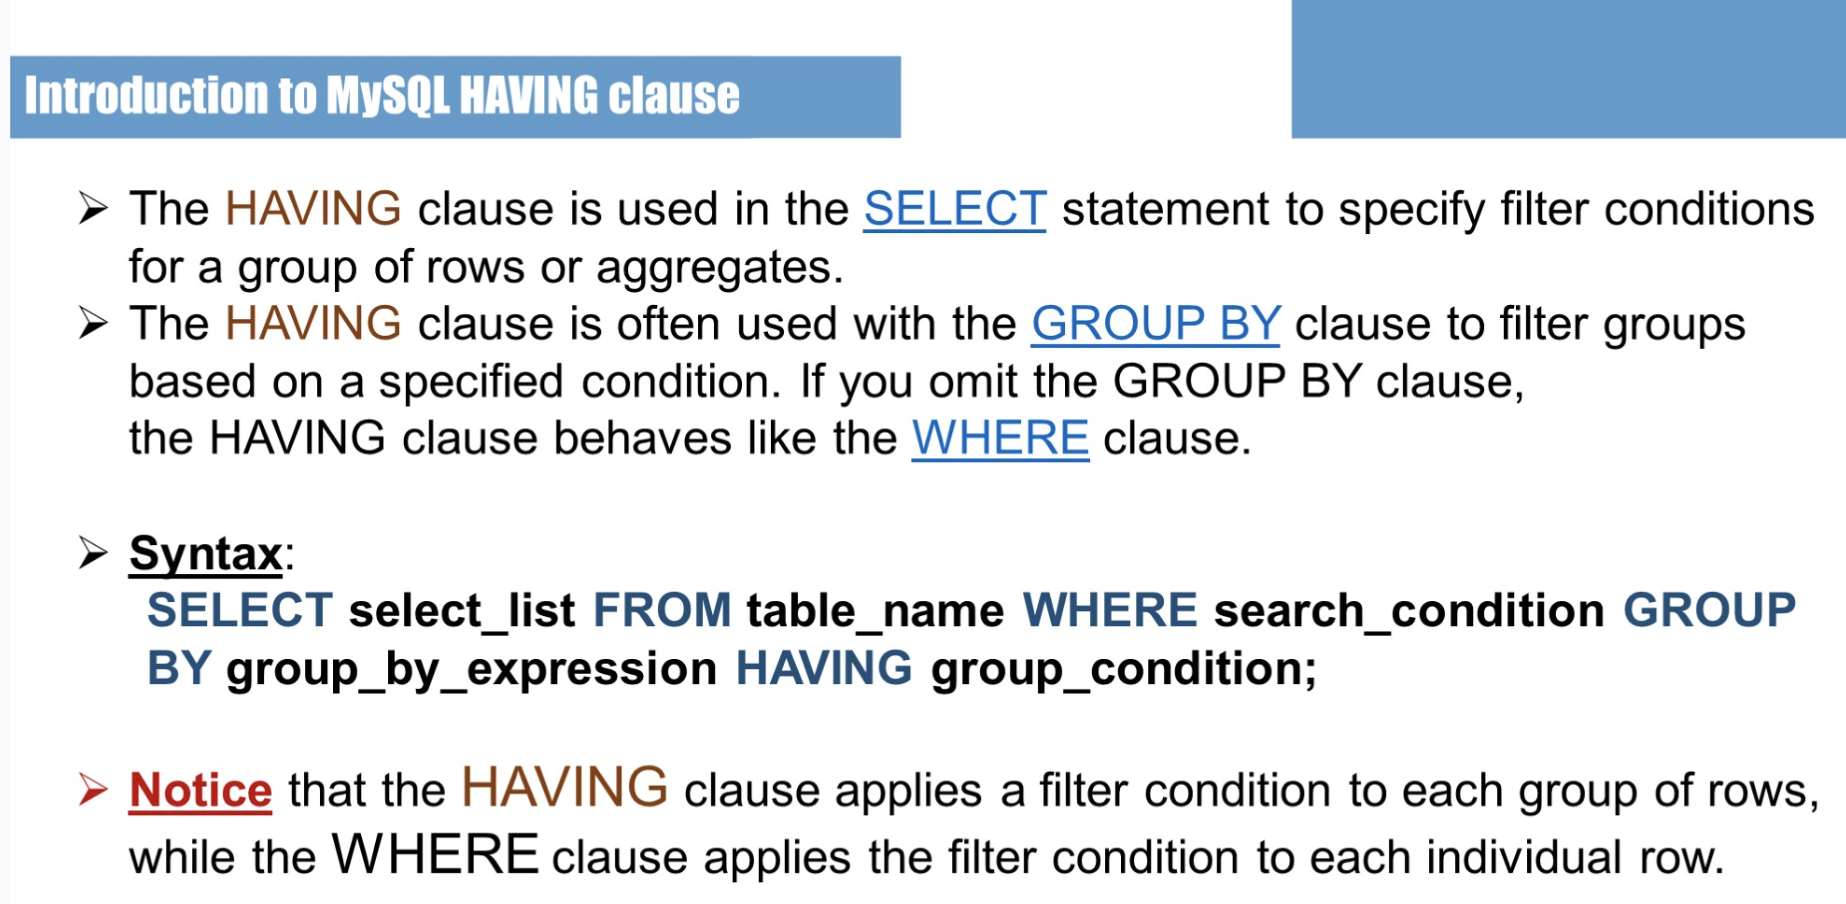 Introduction to MySQL HAVING clause
➢ The HAVING clause is used in the SELECT statement to specify filter conditions
for a group of rows or aggregates.
➢ The HAVING clause is often used with the GROUP BY clause to filter groups
based on a specified condition. If you omit the GROUP BY clause,
the HAVING clause behaves like the WHERE clause.
➢ Syntax:
SELECT select_list FROM table_name WHERE search_condition GROUP
BY group_by_expression HAVING group_condition;
➢ Notice that the HAVING clause applies a filter condition to each group of rows,
while the WHERE clause applies the filter condition to each individual row.